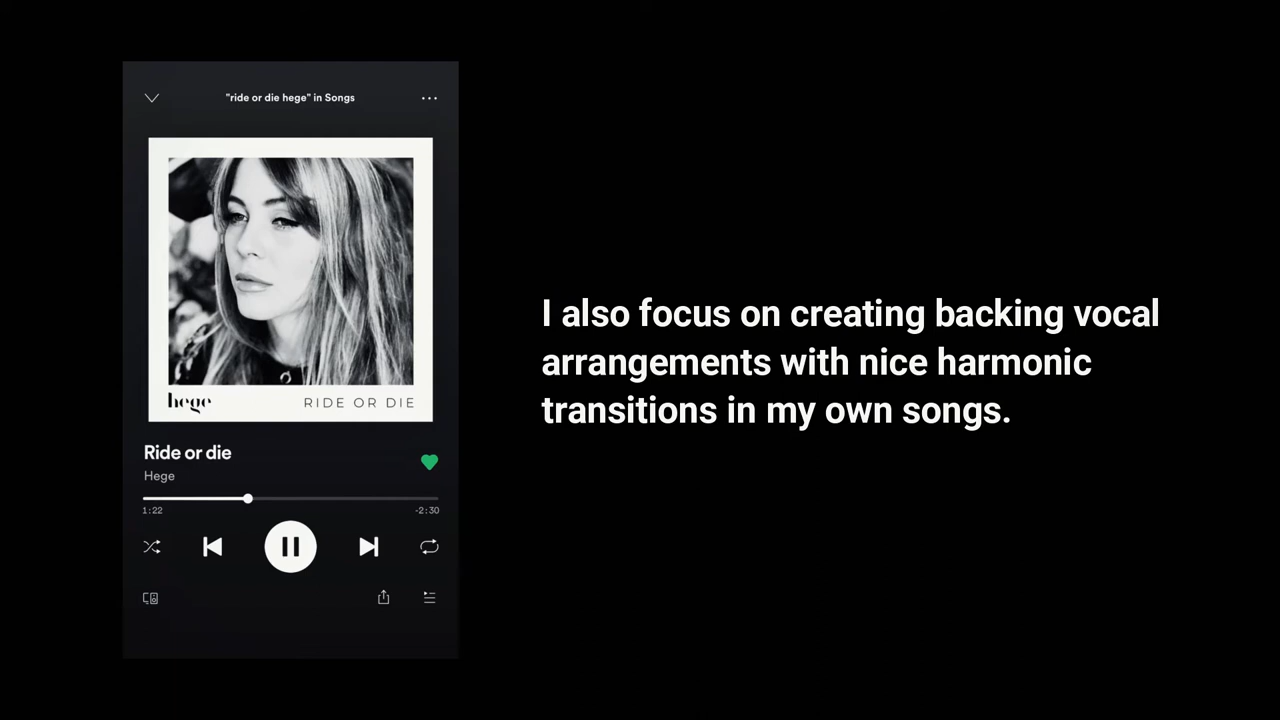 "ride or die hege" in Songs
hege
RIDE OR DIE
Ride or die
Hege
1:22
-2:30
I also focus on creating backing vocal
arrangements with nice harmonic
transitions in my own songs.